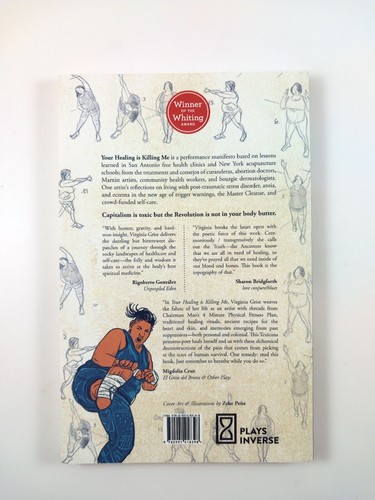 Winner
OF THE
Whiting
AWARD
Your Healing is Killing Me is a performance manifesto based on lessons
learned in San Antonio free health clinics and New York acupuncture
schools; from the treatments and consejos of curanderas, abortion doctors,
Marxist artists, community health workers, and bourgie dermatologists.
One artist's reflections on living with post-traumatic stress disorder, ansia, and
eczema in the new age of trigger warnings, the Master Cleanse, and
crowd-funded self-care.
Capitalism is toxic but the Revolution is not in your body butter.
"With humor, gravity, and hard-
won insight, Virginia Grise delivers
the dazzling but bittersweet dis-
patches of a journey through the
rocky landscapes of healthcare and
self-care—the folly and wisdom it
takes to arrive at the body's best
spiritual medicine."
Rigoberto González
Unpeopled Eden
"Virginia breaks the heart open with
the poetic force of this work.
the Truth—the Ancestors know
that we are all in need of healing, so
they've prayed all that we need inside of
our blood and bones. This book is the
topography of that."
Sharon Bridgforth
love conjure/blues
"In Your Healing is Killing Me, Virginia Grise weaves
the fabric of her life as an artist with threads from
Chairman Mao's 4 Minute Physical Fitness Plan,
collected healing rituals, ancient recipes for the
heart and skin, and memories emerging from past
suspension—both personal and colonial. This Texicana
priestess-poet heals herself and us with these alchemical
deconstructions of the pain that comes from picking
at the scars of human survival. One remedy: read this
book. Just remember to breathe while you do so."
Migdalia Cruz
El Grito del Bronx & Other Plays
Cover Art & Illustrations by Zeke Peña
PLAYS
INVERSE